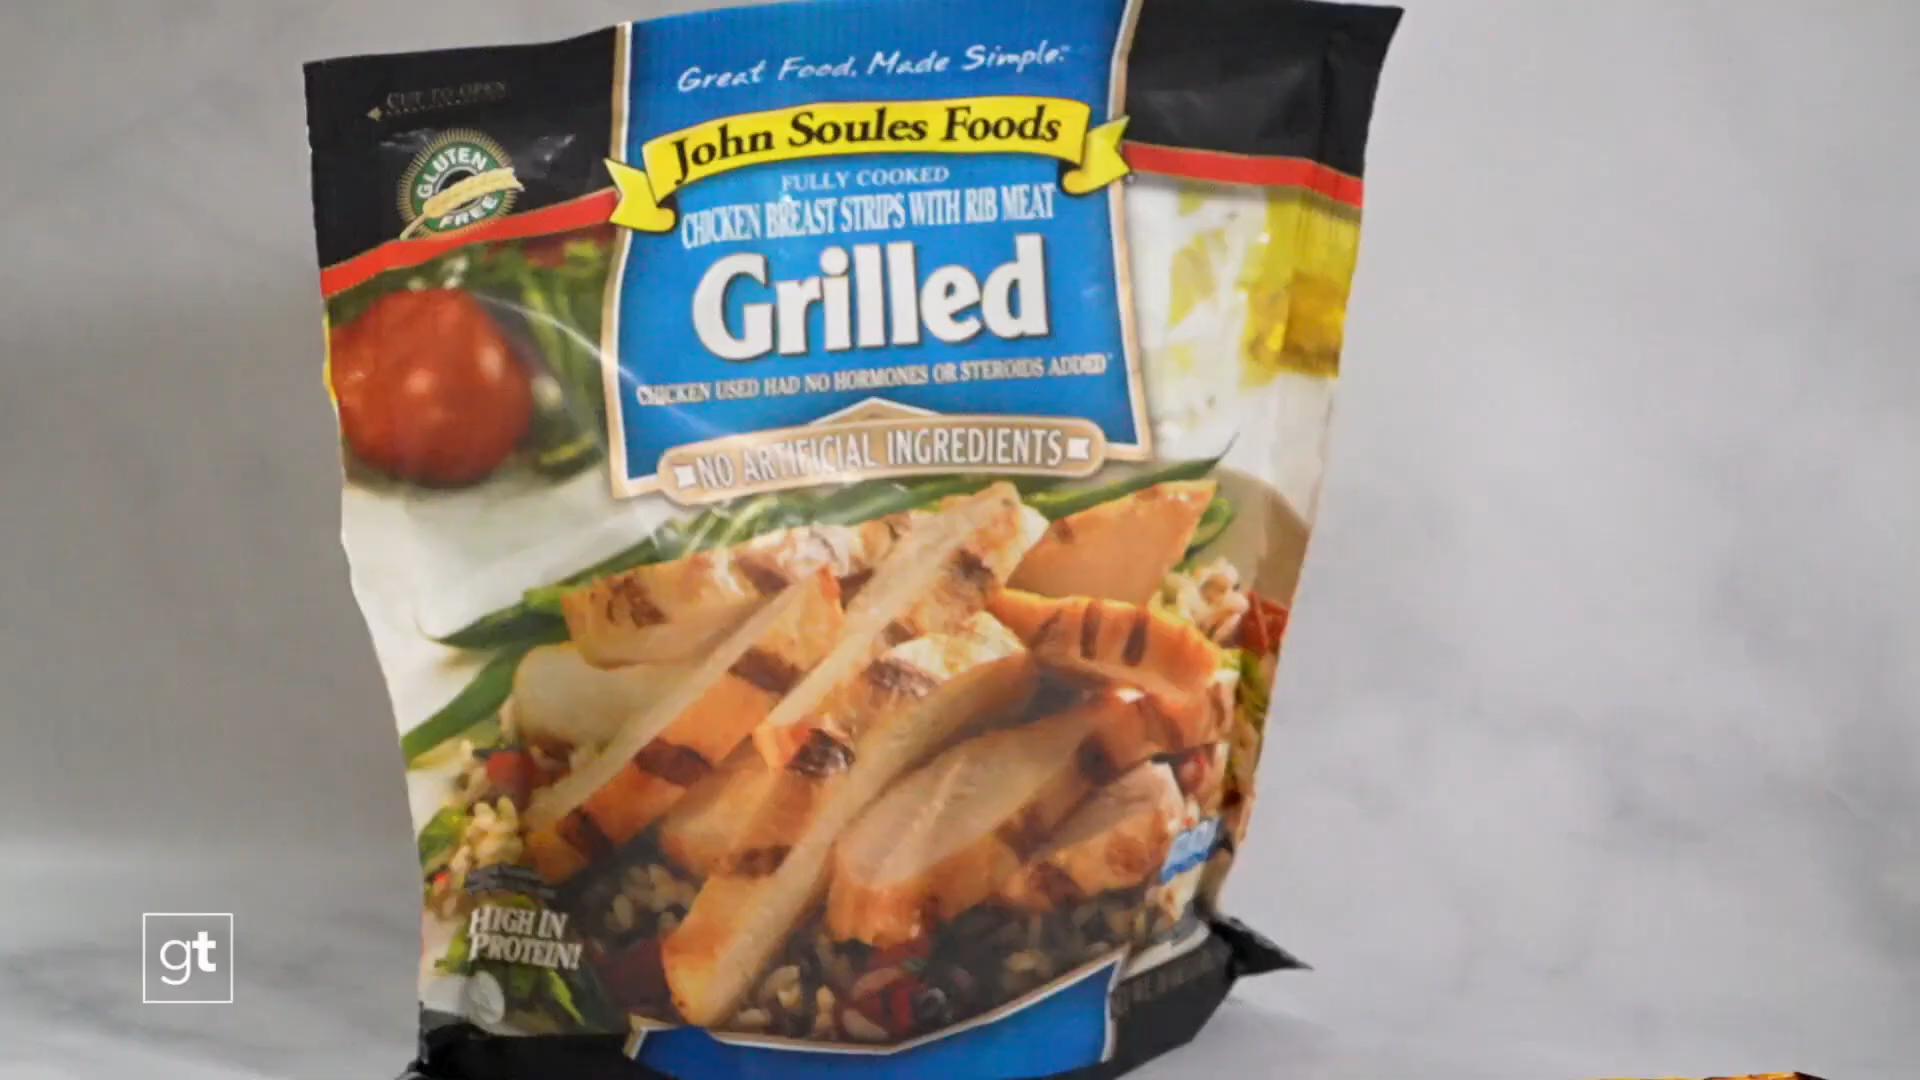 Great Food, Made Simple.™
CUT TO OPEN
John Soules Foods
GLUTEN
FREE
FULLY COOKED
CHICKEN BREAST STRIPS WITH RIB MEAT
Grilled
CHICKEN USED HAD NO HORMONES OR STEROIDS ADDED*
NO ARTIFICIAL INGREDIENTS
HIGH IN
PROTEIN!
gt